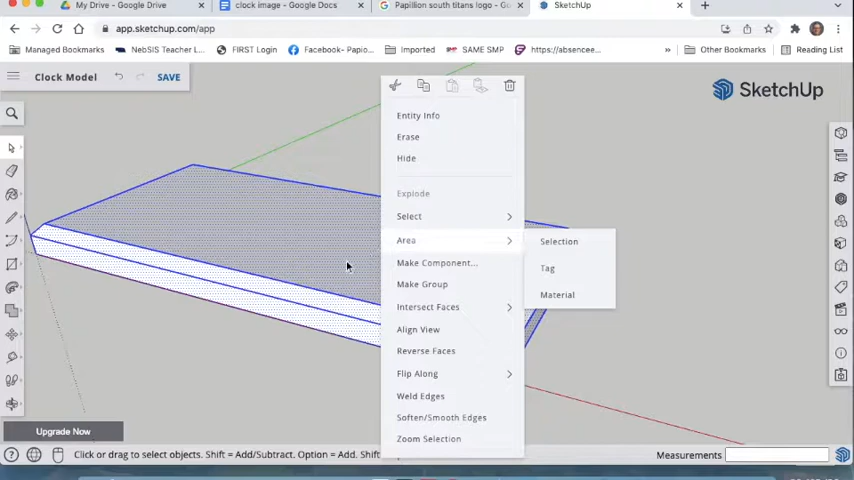 My Drive – Google Drive
clock image – Google Docs
Papillion south titans logo - Go
SketchUp
app.sketchup.com/app
Managed Bookmarks
NebSIS Teacher L...
FIRST Login
Facebook- Papio...
Imported
SAME SMP
https://absencee...
Other Bookmarks
Reading List
Clock Model
SAVE
SketchUp
Entity Info
Erase
Hide
Explode
Select
Area
Selection
Tag
Material
Make Component...
Make Group
Intersect Faces
Align View
Reverse Faces
Flip Along
Weld Edges
Soften/Smooth Edges
Zoom Selection
Upgrade Now
Click or drag to select objects. Shift = Add/Subtract. Option = Add. Shift
Measurements